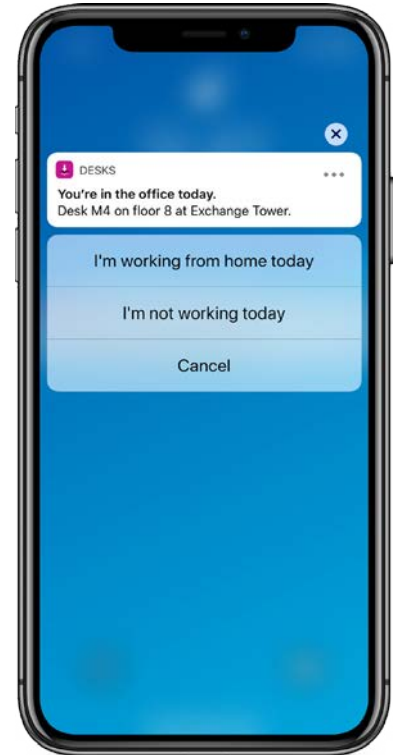 DESKS
You're in the office today.
Desk M4 on floor 8 at Exchange Tower.
I'm working from home today
I'm not working today
Cancel